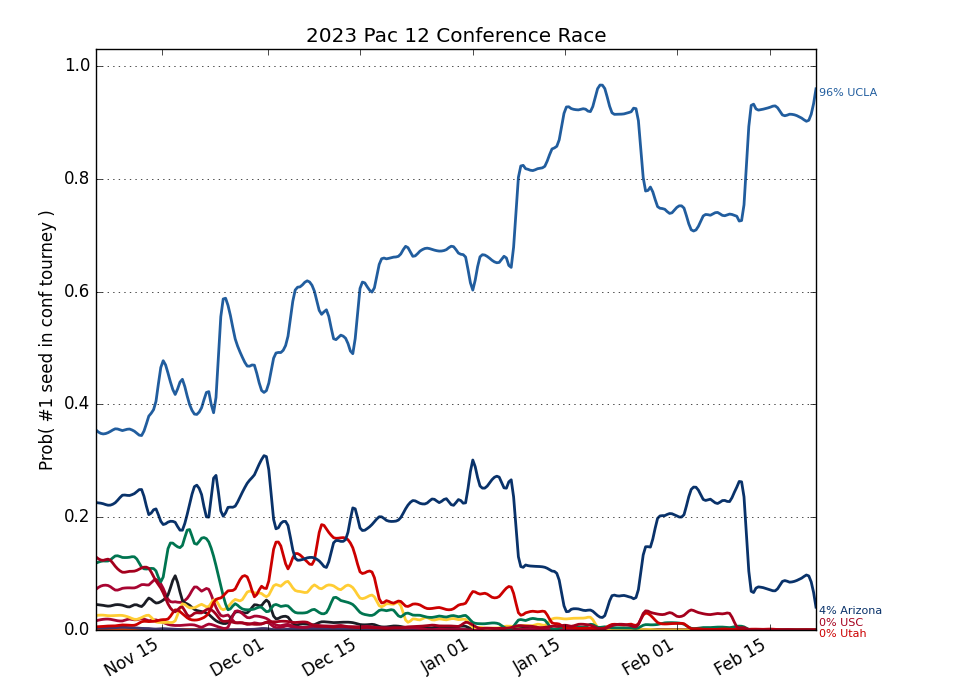 2023 Pac 12 Conference Race
Prob( #1 seed in conf tourney )
1.0
0.8
0.6
0.4
0.2
0.0
Nov 15
Dec 01
Dec 15
Jan 01
Jan 15
Feb 01
Feb 15
96% UCLA
4% Arizona
0% USC
0% Utah